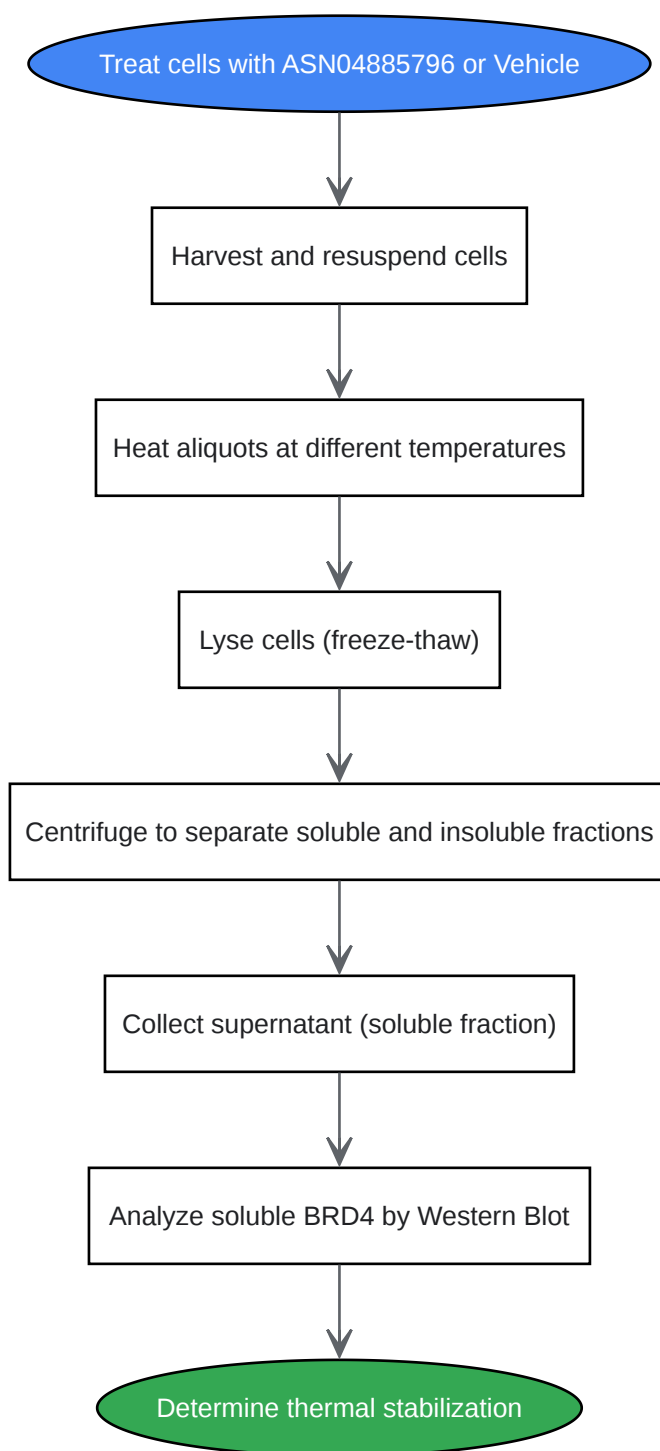 Treat cells with ASN04885796 or Vehicle
Harvest and resuspend cells
Heat aliquots at different temperatures
Lyse cells (freeze-thaw)
Centrifuge to separate soluble and insoluble fractions
Collect supernatant (soluble fraction)
Analyze soluble BRD4 by Western Blot
Determine thermal stabilization